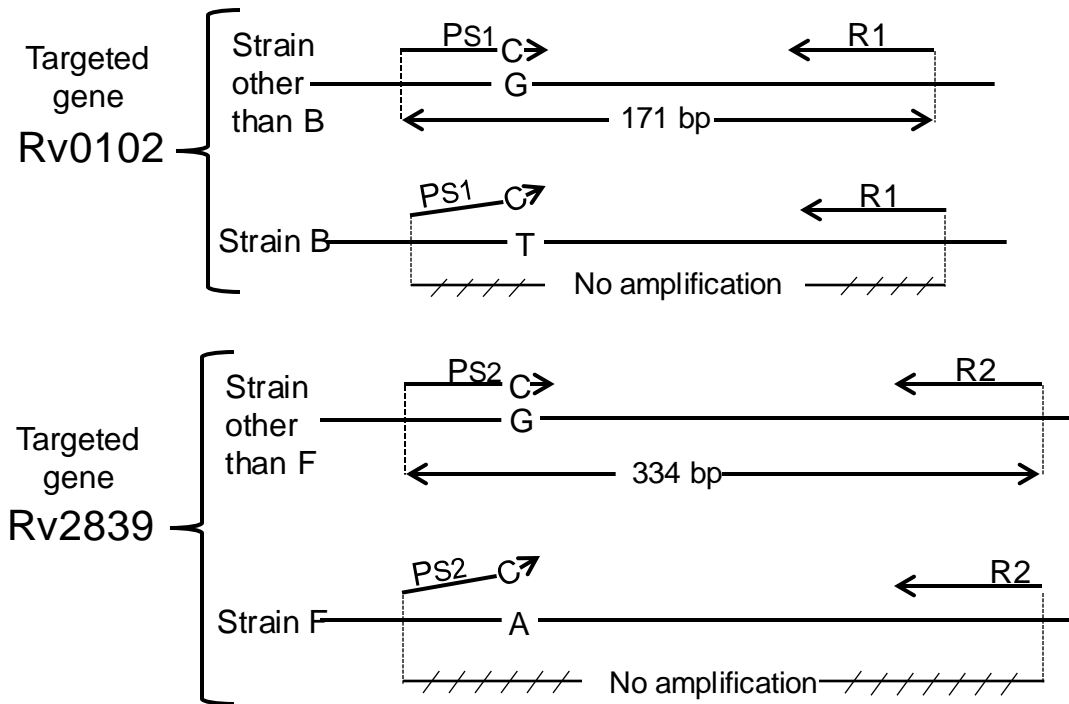 Targeted
gene
Rv0102
Strain
other
than B
PS1
C
R1
G
171 bp
Strain B
PS1
C
R1
T
No amplification
Targeted
gene
Rv2839
Strain
other
than F
PS2
C
R2
G
334 bp
Strain F
PS2
C
R2
A
No amplification